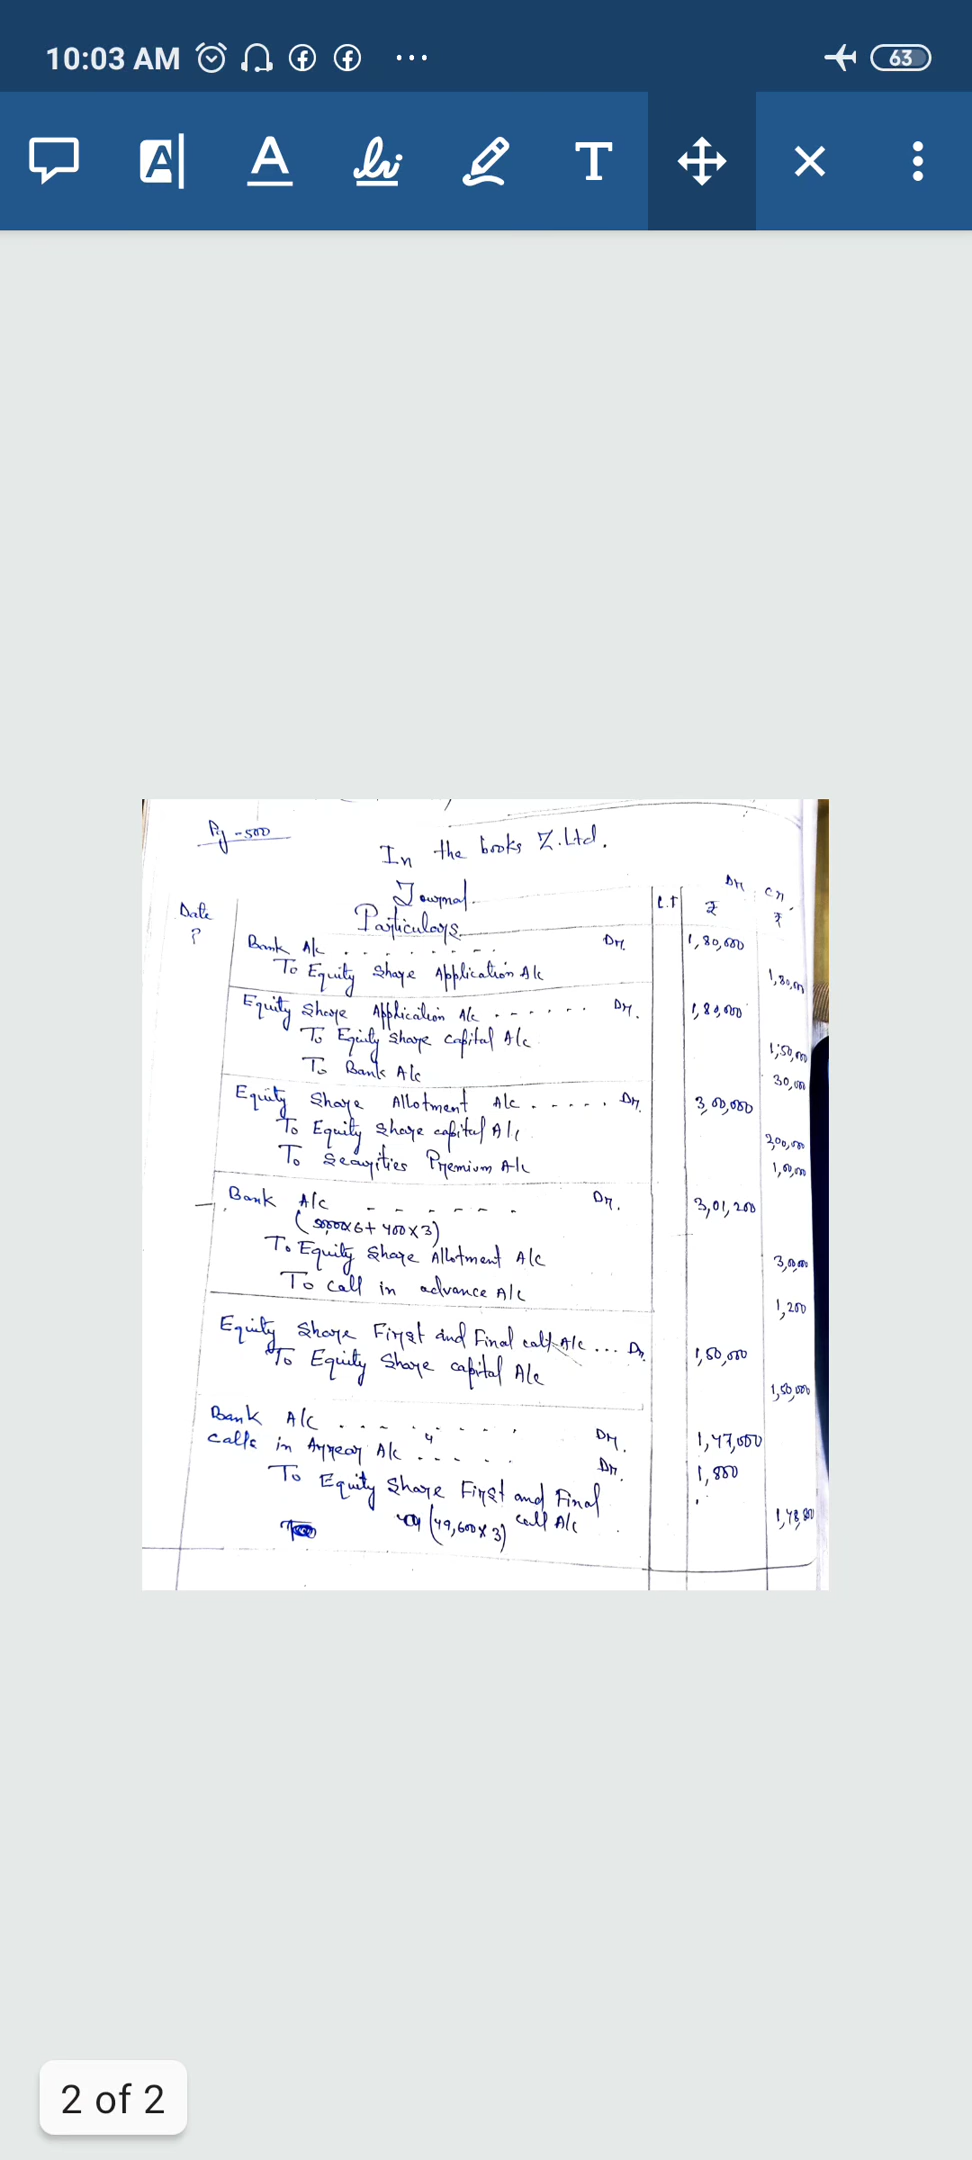 10:03 AM ... 63
A A T
Pg -500
In the books Z.Ltd.
Journal
Date Particulars L.F Dr. ₹ Cr. ₹
?
Bank A/c . . . . . . . Dr. 1,80,000
To Equity Share Application A/c 1,80,000
Equity Share Application A/c . . . . . . Dr. 1,80,000
To Equity Share Capital A/c 1,50,000
To Bank A/c 30,000
Equity Share Allotment A/c . . . . . Dr. 3,00,000
To Equity Share capital A/c 2,00,000
To Securities Premium A/c 1,00,000
Bank A/c - - - - - - Dr. 3,01,200
(50,000x6+400x3)
To Equity Share Allotment A/c 3,00,000
To call in advance A/c 1,200
Equity Share First and Final call A/c ... Dr. 1,50,000
To Equity Share capital A/c 1,50,000
Bank A/c . . . . . . Dr. 1,47,000
Calls in Arrear A/c . . . . . Dr. 1,800
To Equity Share First and Final
(49,600x3) call A/c 1,48,800
To
2 of 2